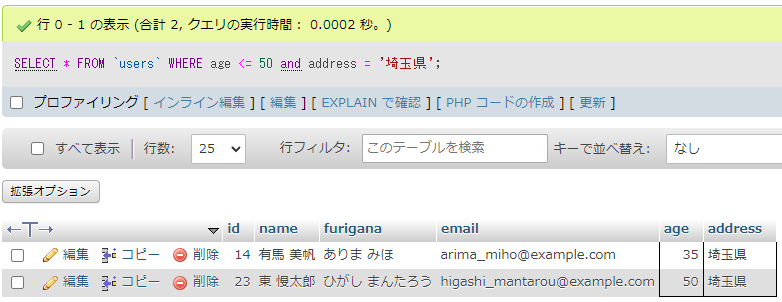 行 0 - 1 の表示 (合計 2, クエリの実行時間： 0.0002 秒。)
SELECT * FROM `users` WHERE age <= 50 and address = '埼玉県';
プロファイリング [ インライン編集 ] [ 編集 ] [ EXPLAIN で確認 ] [ PHP コードの作成 ] [ 更新 ]
すべて表示 行数: 25 行フィルタ: このテーブルを検索 キーで並べ替え: なし
拡張オプション
←T→ id name furigana email age address
編集 コピー 削除 14 有馬 美帆 ありま みほ arima_miho@example.com 35 埼玉県
編集 コピー 削除 23 東 慢太郎 ひがし まんたろう higashi_mantarou@example.com 50 埼玉県